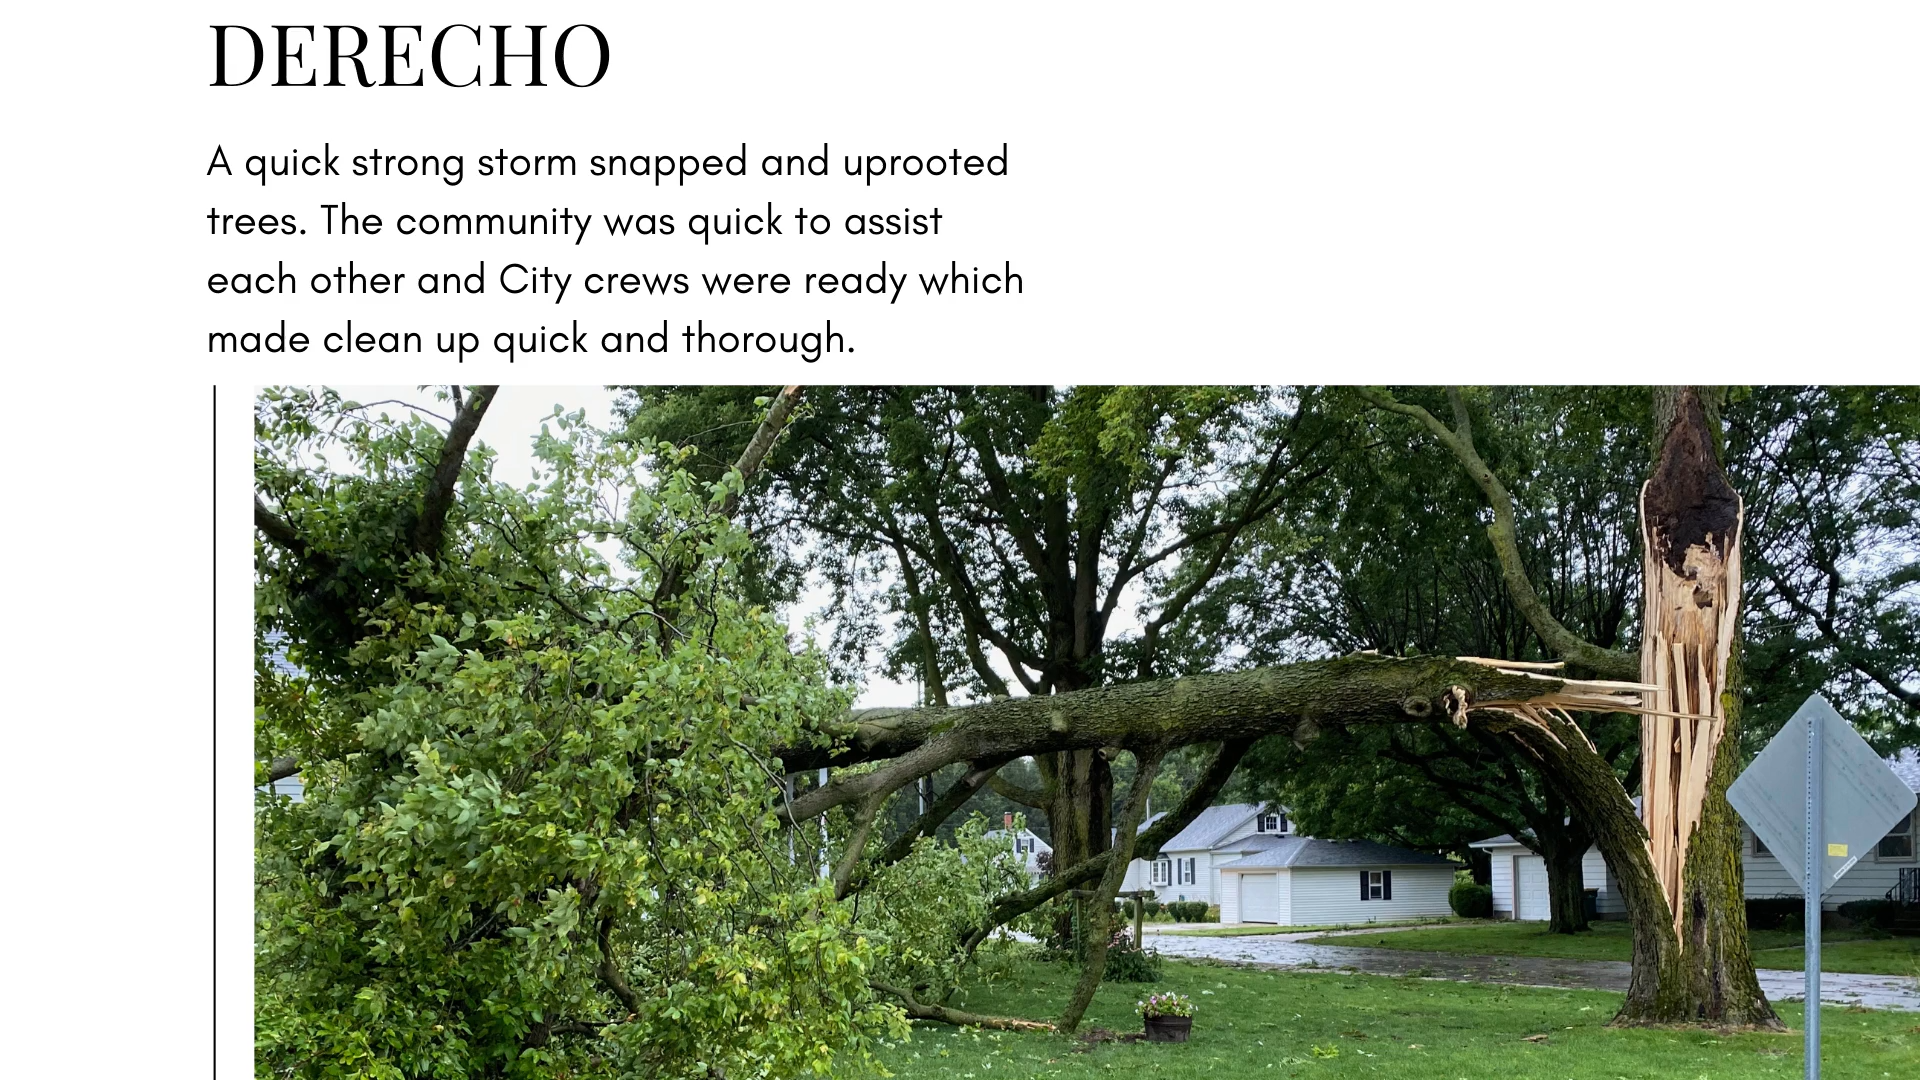 DERECHO
A quick strong storm snapped and uprooted
trees. The community was quick to assist
each other and City crews were ready which
made clean up quick and thorough.